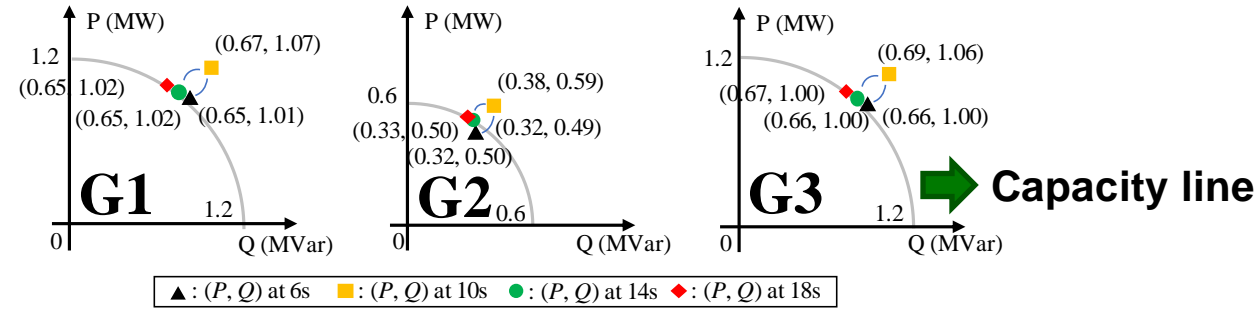 P (MW)
1.2
(0.67, 1.07)
(0.65, 1.02)
(0.65, 1.02)
(0.65, 1.01)
G1
1.2
0
Q (MVar)
P (MW)
0.6
(0.38, 0.59)
(0.33, 0.50)
(0.32, 0.49)
(0.32, 0.50)
G2
0.6
0
Q (MVar)
P (MW)
1.2
(0.69, 1.06)
(0.67, 1.00)
(0.66, 1.00)
(0.66, 1.00)
G3
1.2
0
Q (MVar)
Capacity line
: (P, Q) at 6s : (P, Q) at 10s : (P, Q) at 14s : (P, Q) at 18s